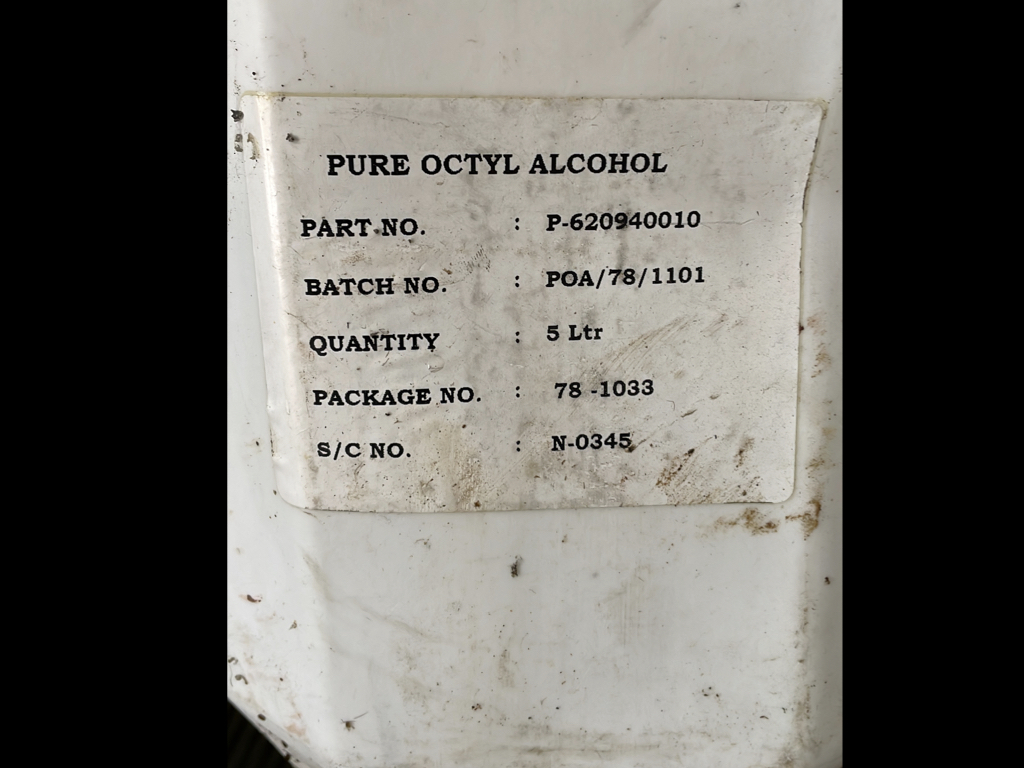 PURE OCTYL ALCOHOL
PART NO. : P-620940010
BATCH NO. : POA/78/1101
QUANTITY : 5 Ltr
PACKAGE NO. : 78 -1033
S/C NO. : N-0345